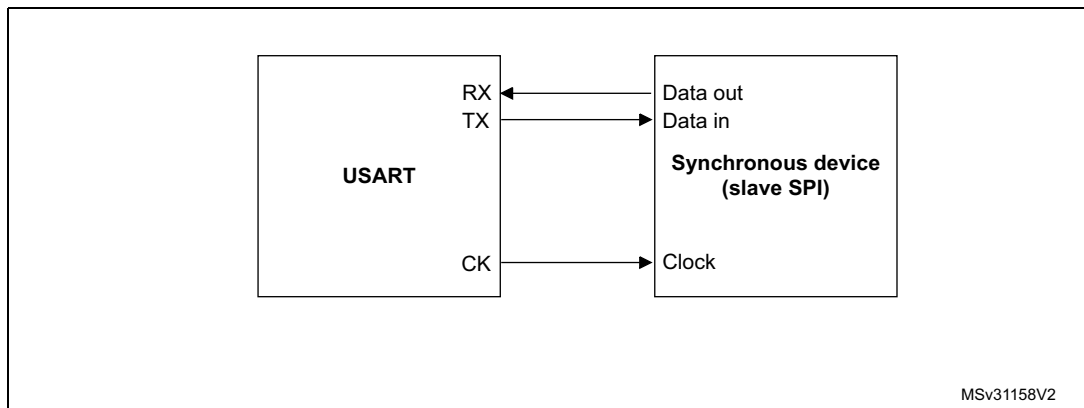 RX
Data out
TX
Data in
USART
Synchronous device
(slave SPI)
CK
Clock
MSv31158V2